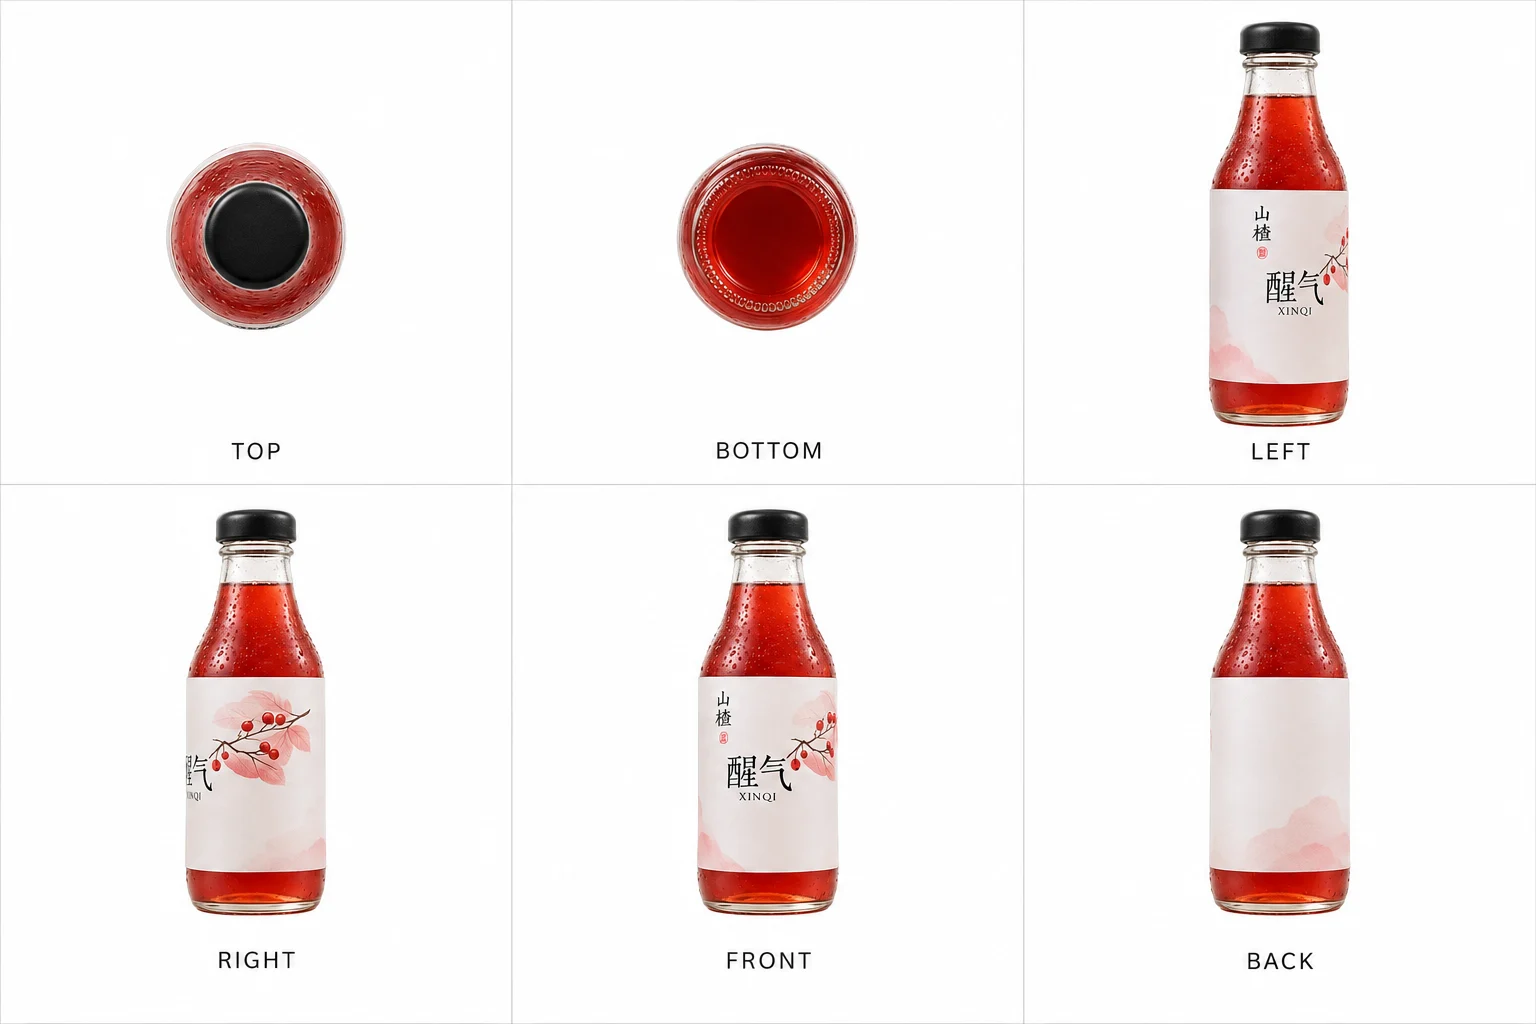 TOP
BOTTOM
山楂
醒气
XINQI
LEFT
醒气
XINQI
RIGHT
山楂
醒气
XINQI
FRONT
BACK